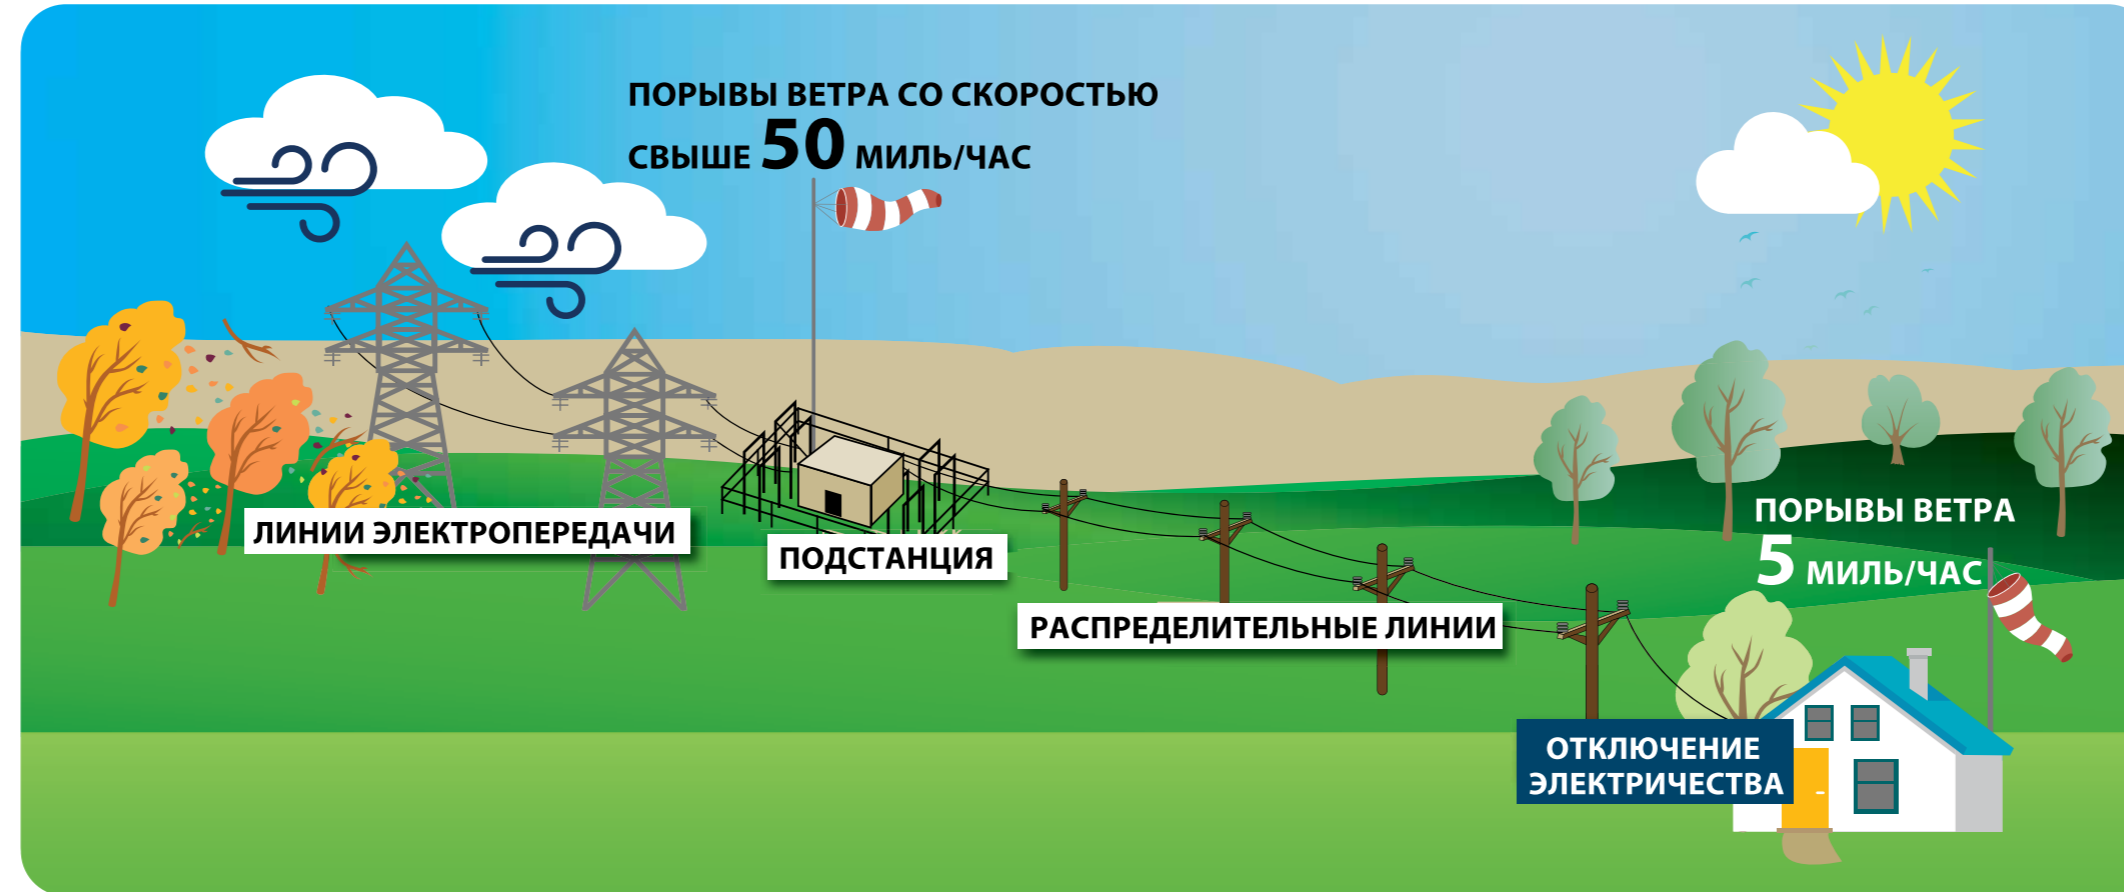 ПОРЫВЫ ВЕТРА СО СКОРОСТЬЮ
СВЫШЕ 50 МИЛЬ/ЧАС
ЛИНИИ ЭЛЕКТРОПЕРЕДАЧИ
ПОДСТАНЦИЯ
РАСПРЕДЕЛИТЕЛЬНЫЕ ЛИНИИ
ПОРЫВЫ ВЕТРА
5 МИЛЬ/ЧАС
ОТКЛЮЧЕНИЕ
ЭЛЕКТРИЧЕСТВА